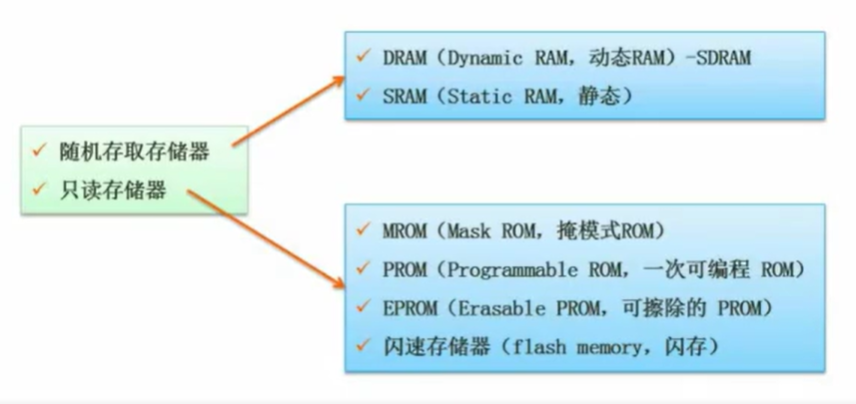 ✓ 随机存取存储器
✓ 只读存储器
✓ DRAM（Dynamic RAM，动态RAM）-SDRAM
✓ SRAM（Static RAM，静态）
✓ MROM（Mask ROM，掩模式ROM）
✓ PROM（Programmable ROM，一次可编程 ROM）
✓ EPROM（Erasable PROM，可擦除的 PROM）
✓ 闪速存储器（flash memory，闪存）